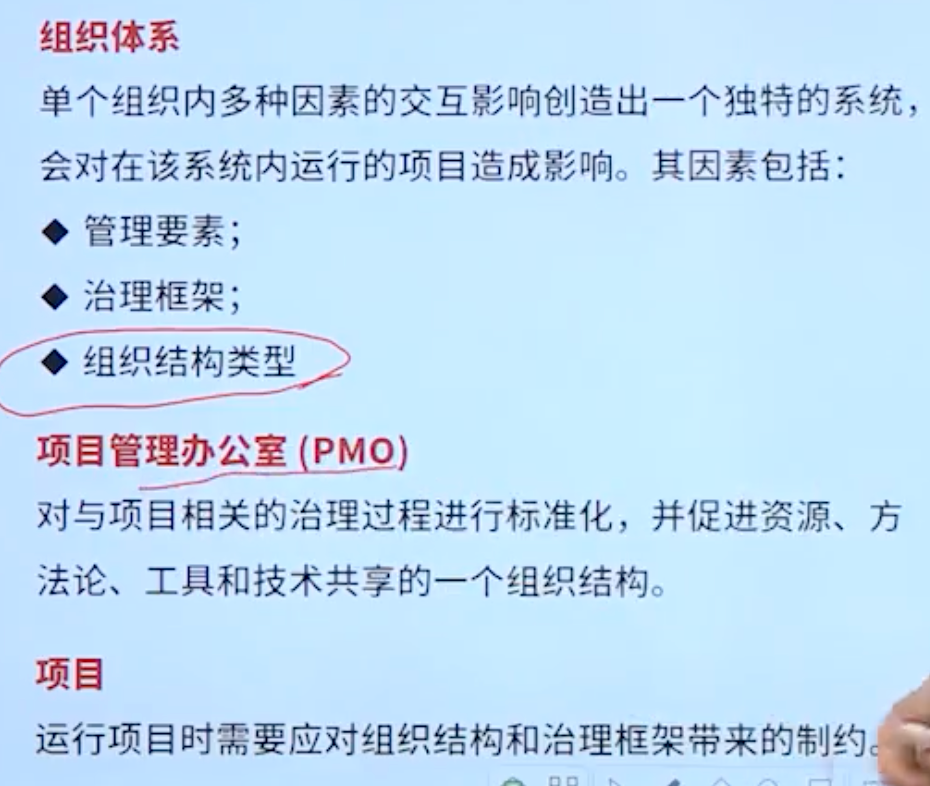 组织体系
单个组织内多种因素的交互影响创造出一个独特的系统，
会对在该系统内运行的项目造成影响。其因素包括：
◆ 管理要素；
◆ 治理框架；
◆ 组织结构类型
项目管理办公室 (PMO)
对与项目相关的治理过程进行标准化，并促进资源、方
法论、工具和技术共享的一个组织结构。
项目
运行项目时需要应对组织结构和治理框架带来的制约。